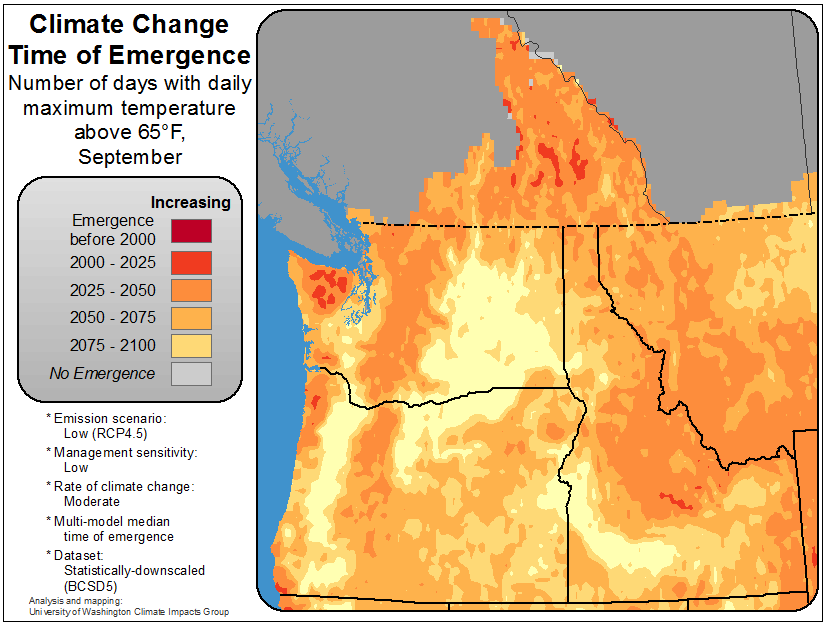 Climate Change
Time of Emergence
Number of days with daily
maximum temperature
above 65°F,
September
Increasing
Emergence
before 2000
2000 - 2025
2025 - 2050
2050 - 2075
2075 - 2100
No Emergence
* Emission scenario:
Low (RCP4.5)
* Management sensitivity:
Low
* Rate of climate change:
Moderate
* Multi-model median
time of emergence
* Dataset:
Statistically-downscaled
(BCSD5)
Analysis and mapping:
University of Washington Climate Impacts Group